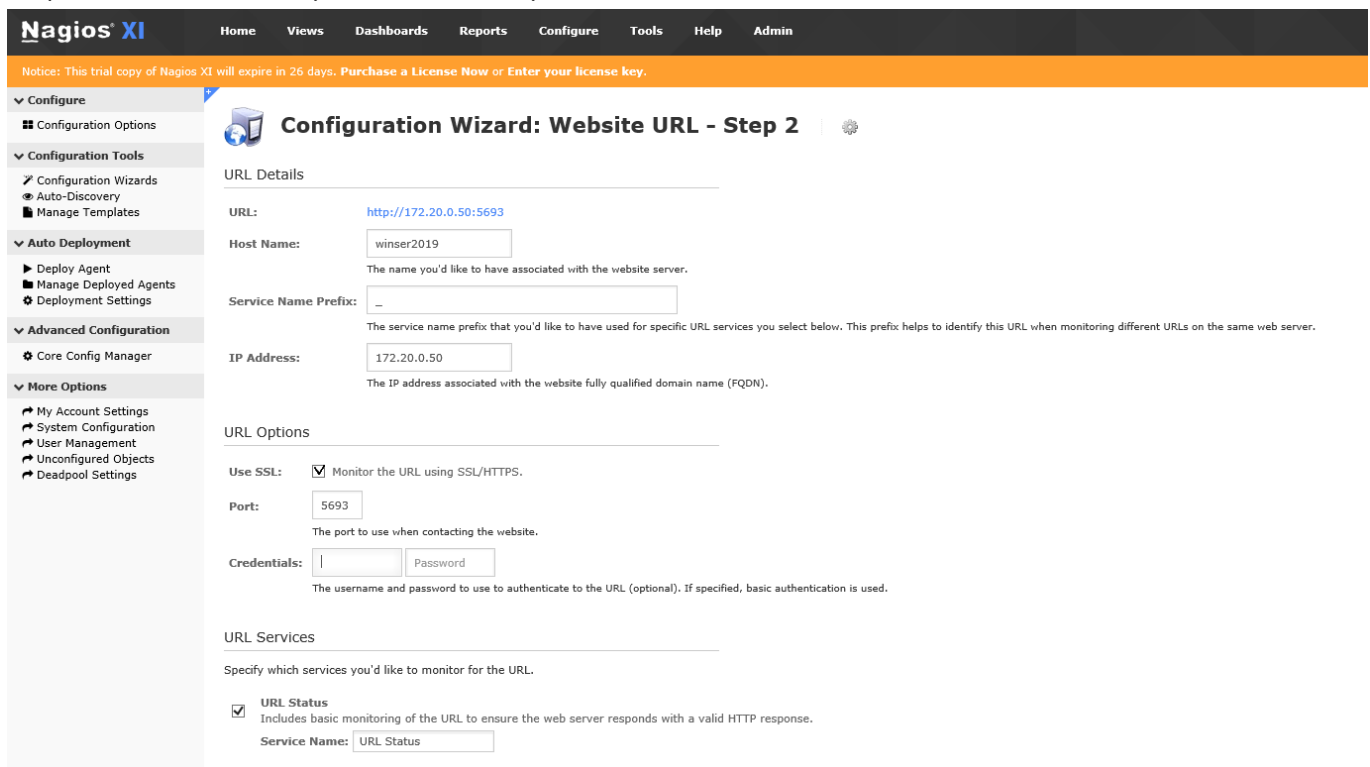 Nagios® XI
Home Views Dashboards Reports Configure Tools Help Admin
Notice: This trial copy of Nagios XI will expire in 26 days. Purchase a License Now or Enter your license key.
Configure
Configuration Options
Configuration Tools
Configuration Wizards
Auto-Discovery
Manage Templates
Auto Deployment
Deploy Agent
Manage Deployed Agents
Deployment Settings
Advanced Configuration
Core Config Manager
More Options
My Account Settings
System Configuration
User Management
Unconfigured Objects
Deadpool Settings
Configuration Wizard: Website URL - Step 2
URL Details
URL: http://172.20.0.50:5693
Host Name: winser2019
The name you'd like to have associated with the website server.
Service Name Prefix: _
The service name prefix that you'd like to have used for specific URL services you select below. This prefix helps to identify this URL when monitoring different URLs on the same web server.
IP Address: 172.20.0.50
The IP address associated with the website fully qualified domain name (FQDN).
URL Options
Use SSL: Monitor the URL using SSL/HTTPS.
Port: 5693
The port to use when contacting the website.
Credentials: Password
The username and password to use to authenticate to the URL (optional). If specified, basic authentication is used.
URL Services
Specify which services you'd like to monitor for the URL.
URL Status
Includes basic monitoring of the URL to ensure the web server responds with a valid HTTP response.
Service Name: URL Status